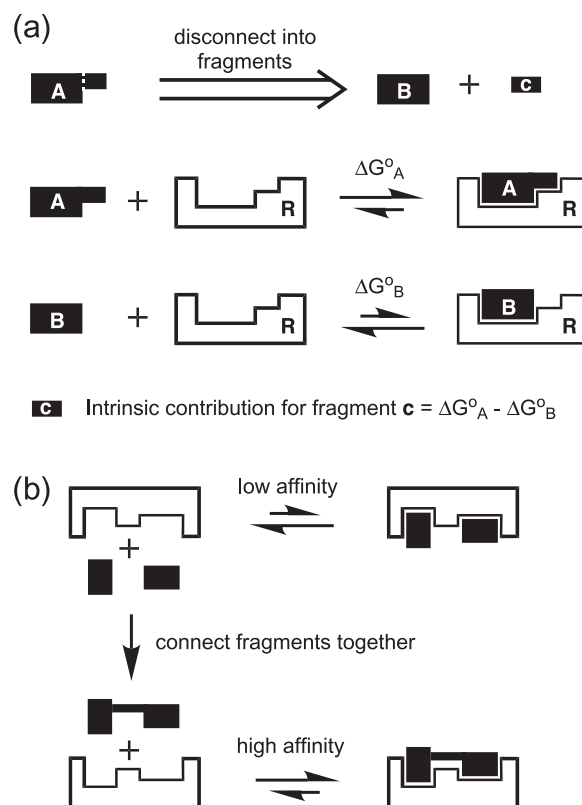 (a)
disconnect into
fragments
A
B
+
c
A
+
R
ΔG°A
A
R
B
+
R
ΔG°B
B
R
c Intrinsic contribution for fragment c = ΔG°A - ΔG°B
(b)
low affinity
+
connect fragments together
+
high affinity